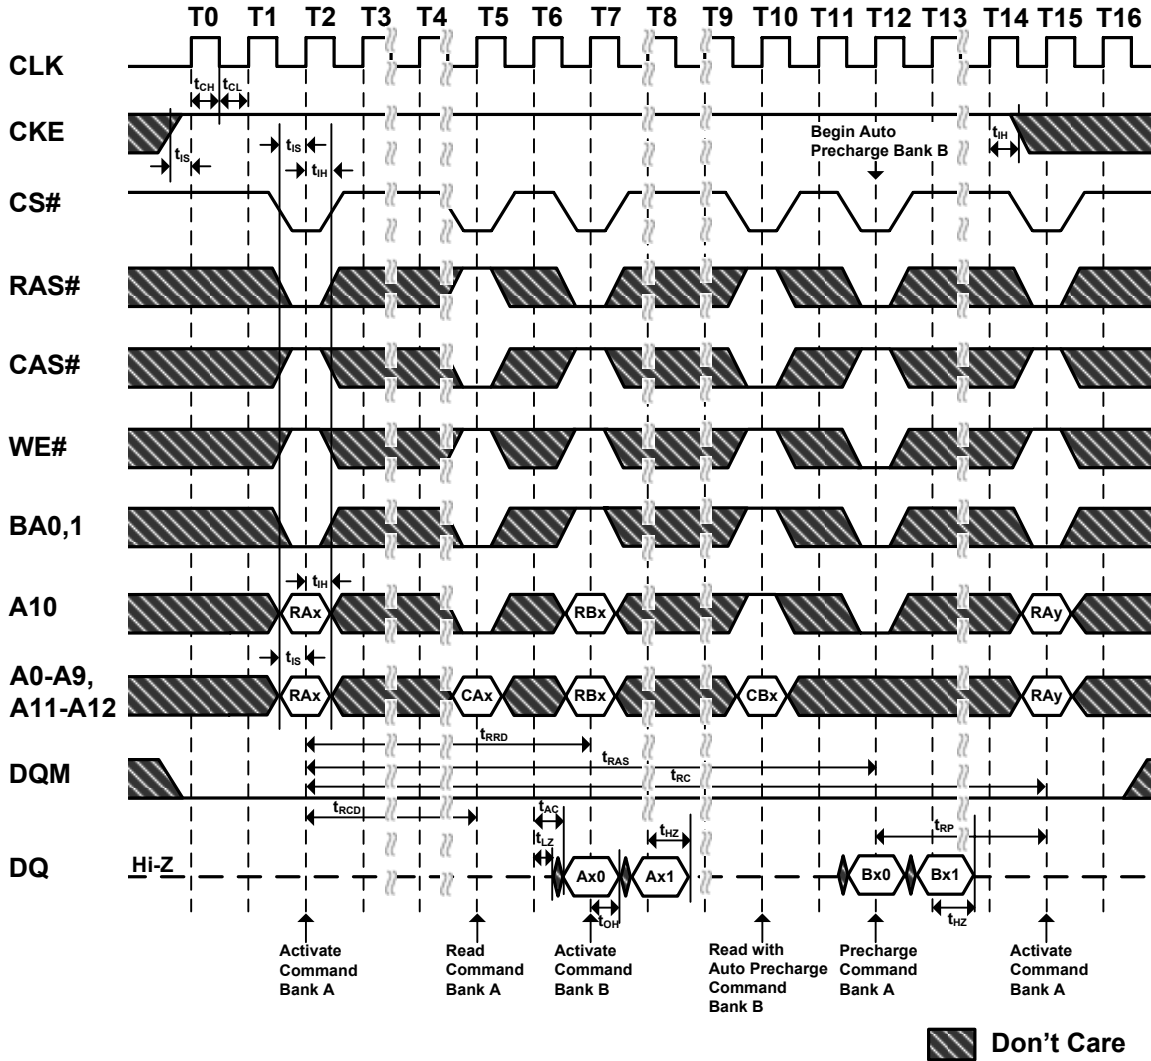 T0 T1 T2 T3 T4 T5 T6 T7 T8 T9 T10 T11 T12 T13 T14 T15 T16
CLK
tCH tCL
CKE
tIS
tIS
tIH
Begin Auto
Precharge Bank B
tIH
CS#
RAS#
CAS#
WE#
BA0,1
tIH
A10
RAx RBx RAy
tIS
A0-A9,
A11-A12
RAx CAx RBx CBx RAy
tRRD
tRAS
tRC
DQM
tRCD
tAC
tLZ
tHZ
tRP
DQ
Hi-Z
Ax0 Ax1 Bx0 Bx1
tOH
tHZ
Activate
Command
Bank A
Read
Command
Bank A
Activate
Command
Bank B
Read with
Auto Precharge
Command
Bank B
Precharge
Command
Bank A
Activate
Command
Bank A
Don't Care